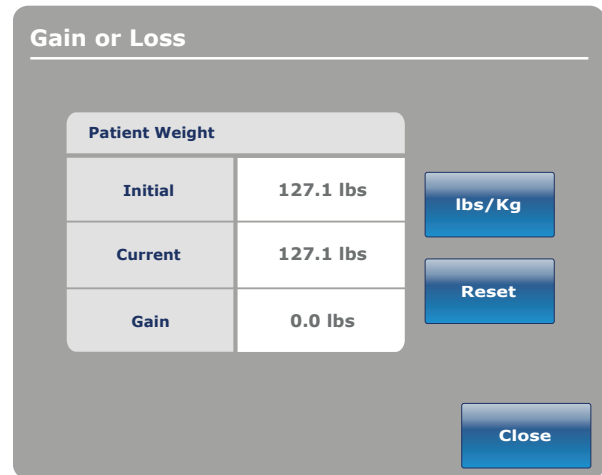 Gain or Loss
Patient Weight
Initial 127.1 lbs
lbs/Kg
Current 127.1 lbs
Reset
Gain 0.0 lbs
Close